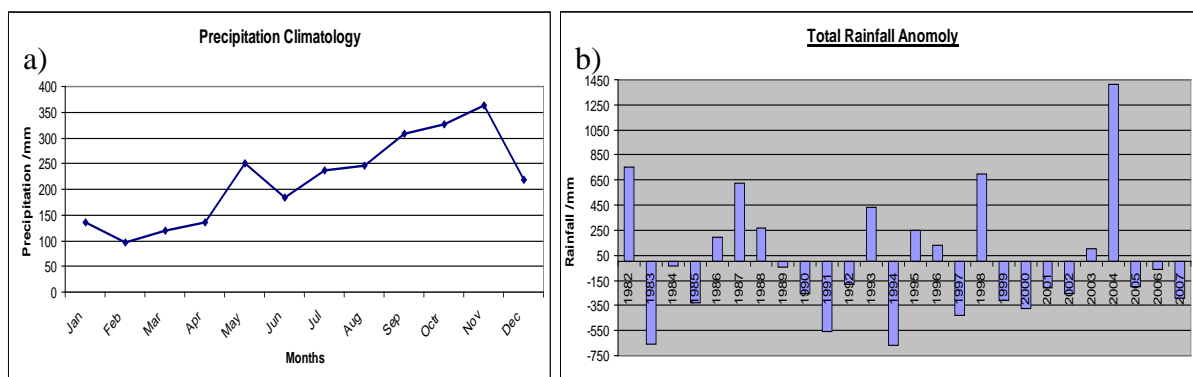 a)
Precipitation Climatology
Precipitation /mm
400
350
300
250
200
150
100
50
0
Jan Feb Mar Apr May Jun Jul Aug Sep Octr Nov Dec
Months
b)
Total Rainfall Anomoly
Rainfall /mm
1450
1250
1050
850
650
450
250
50
-150
-350
-550
-750
1982 1983 1984 1985 1986 1987 1988 1989 1990 1991 1992 1993 1994 1995 1996 1997 1998 1999 2000 2001 2002 2003 2004 2005 2006 2007